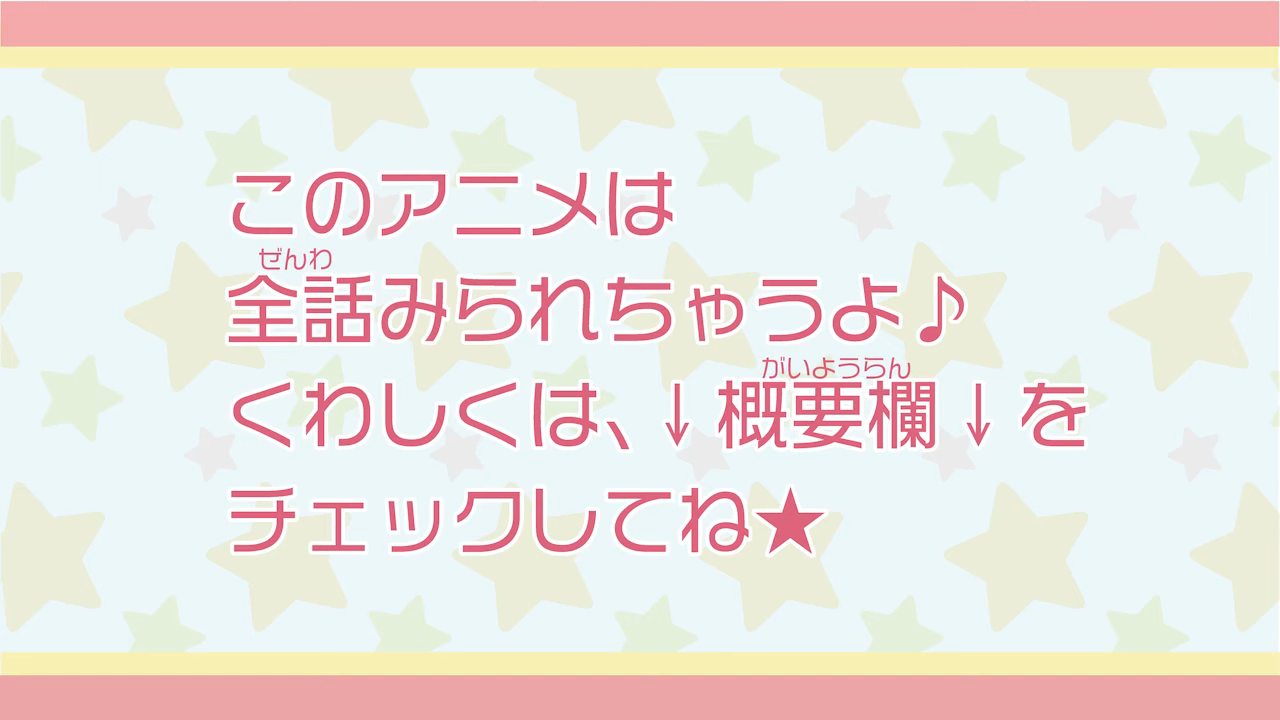 このアニメは
ぜんわ
全話みられちゃうよ♪
がいようらん
くわしくは、↓概要欄↓を
チェックしてね★